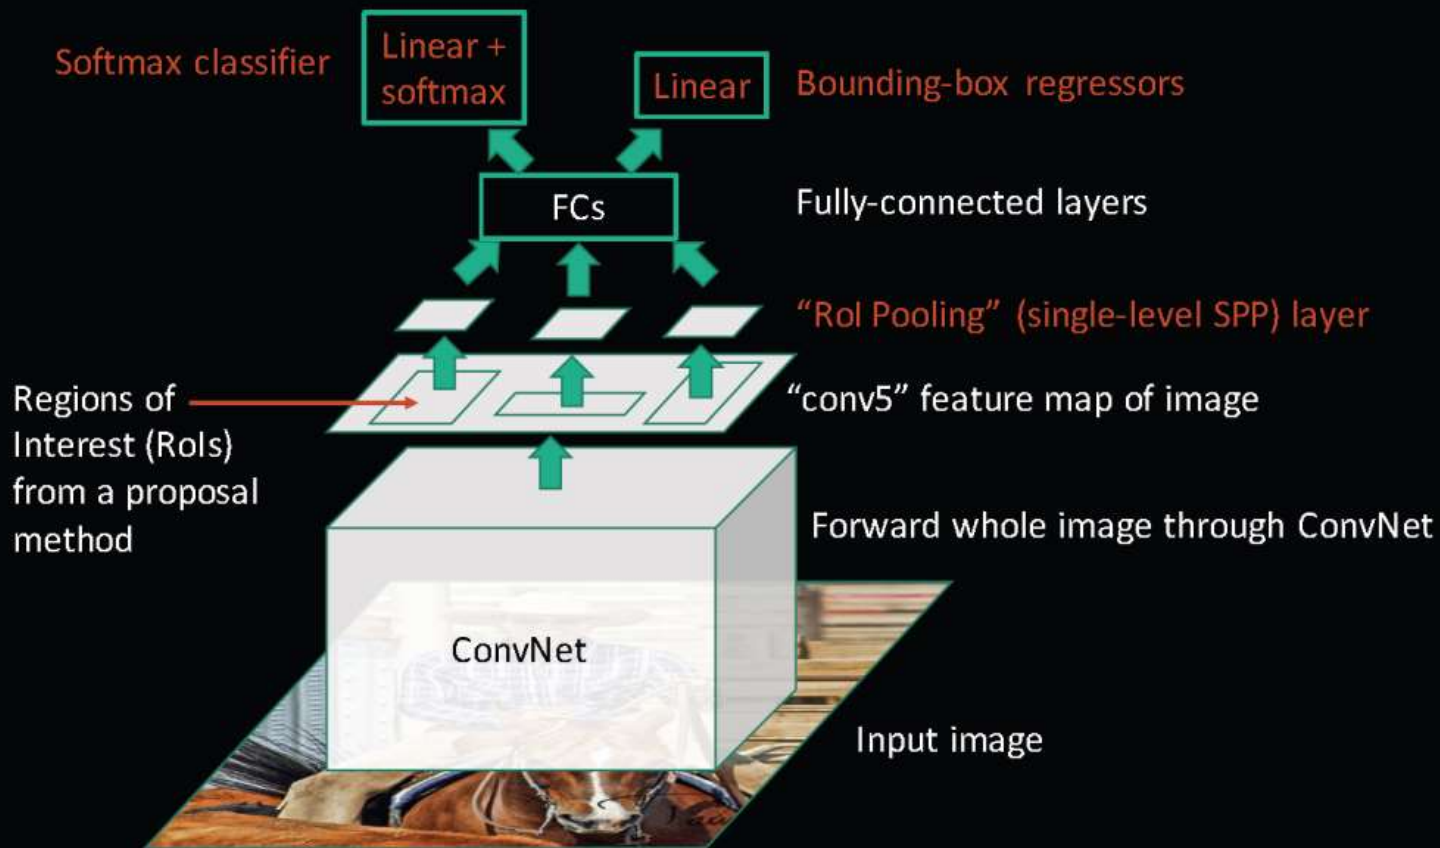 Softmax classifier
Linear +
softmax
Linear
Bounding-box regressors
FCs
Fully-connected layers
“RoI Pooling” (single-level SPP) layer
Regions of
Interest (RoIs)
from a proposal
method
“conv5” feature map of image
Forward whole image through ConvNet
ConvNet
Input image